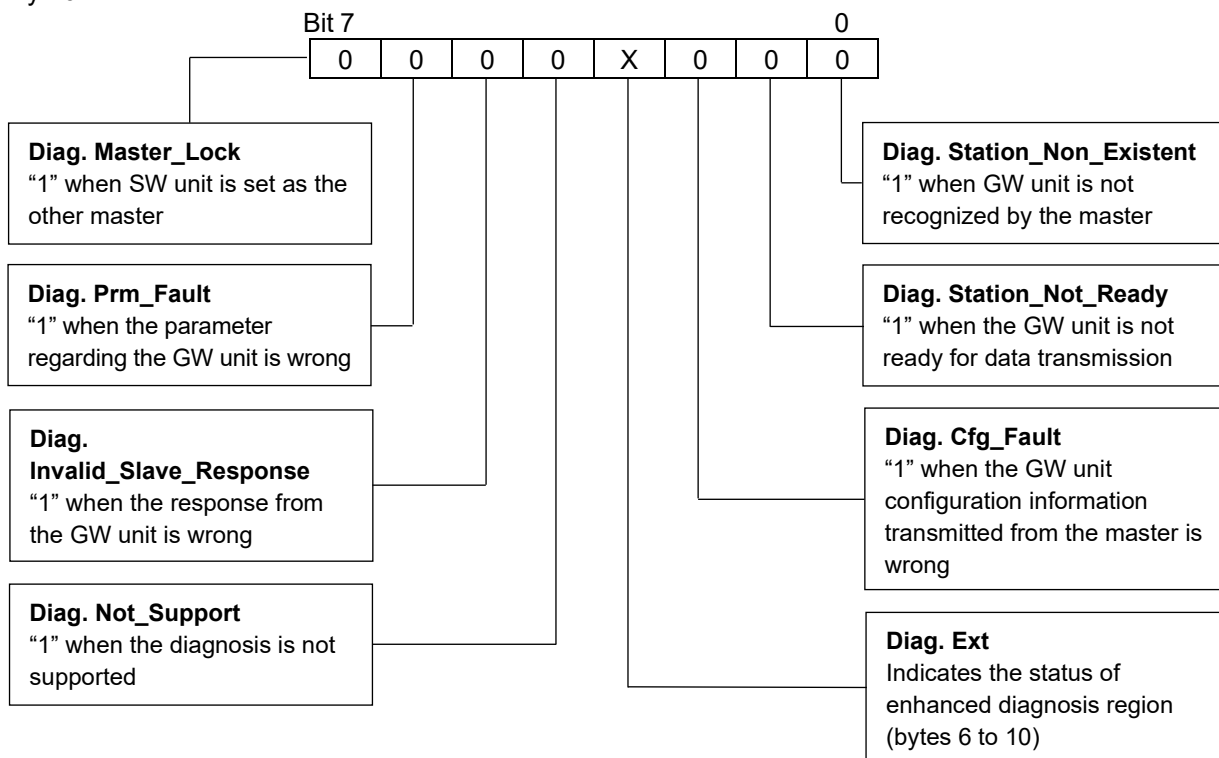 Bit 7 0
0 0 0 0 X 0 0 0
Diag. Master_Lock
“1” when SW unit is set as the
other master
Diag. Prm_Fault
“1” when the parameter
regarding the GW unit is wrong
Diag.
Invalid_Slave_Response
“1” when the response from
the GW unit is wrong
Diag. Not_Support
“1” when the diagnosis is not
supported
Diag. Station_Non_Existent
“1” when GW unit is not
recognized by the master
Diag. Station_Not_Ready
“1” when the GW unit is not
ready for data transmission
Diag. Cfg_Fault
“1” when the GW unit
configuration information
transmitted from the master is
wrong
Diag. Ext
Indicates the status of
enhanced diagnosis region
(bytes 6 to 10)